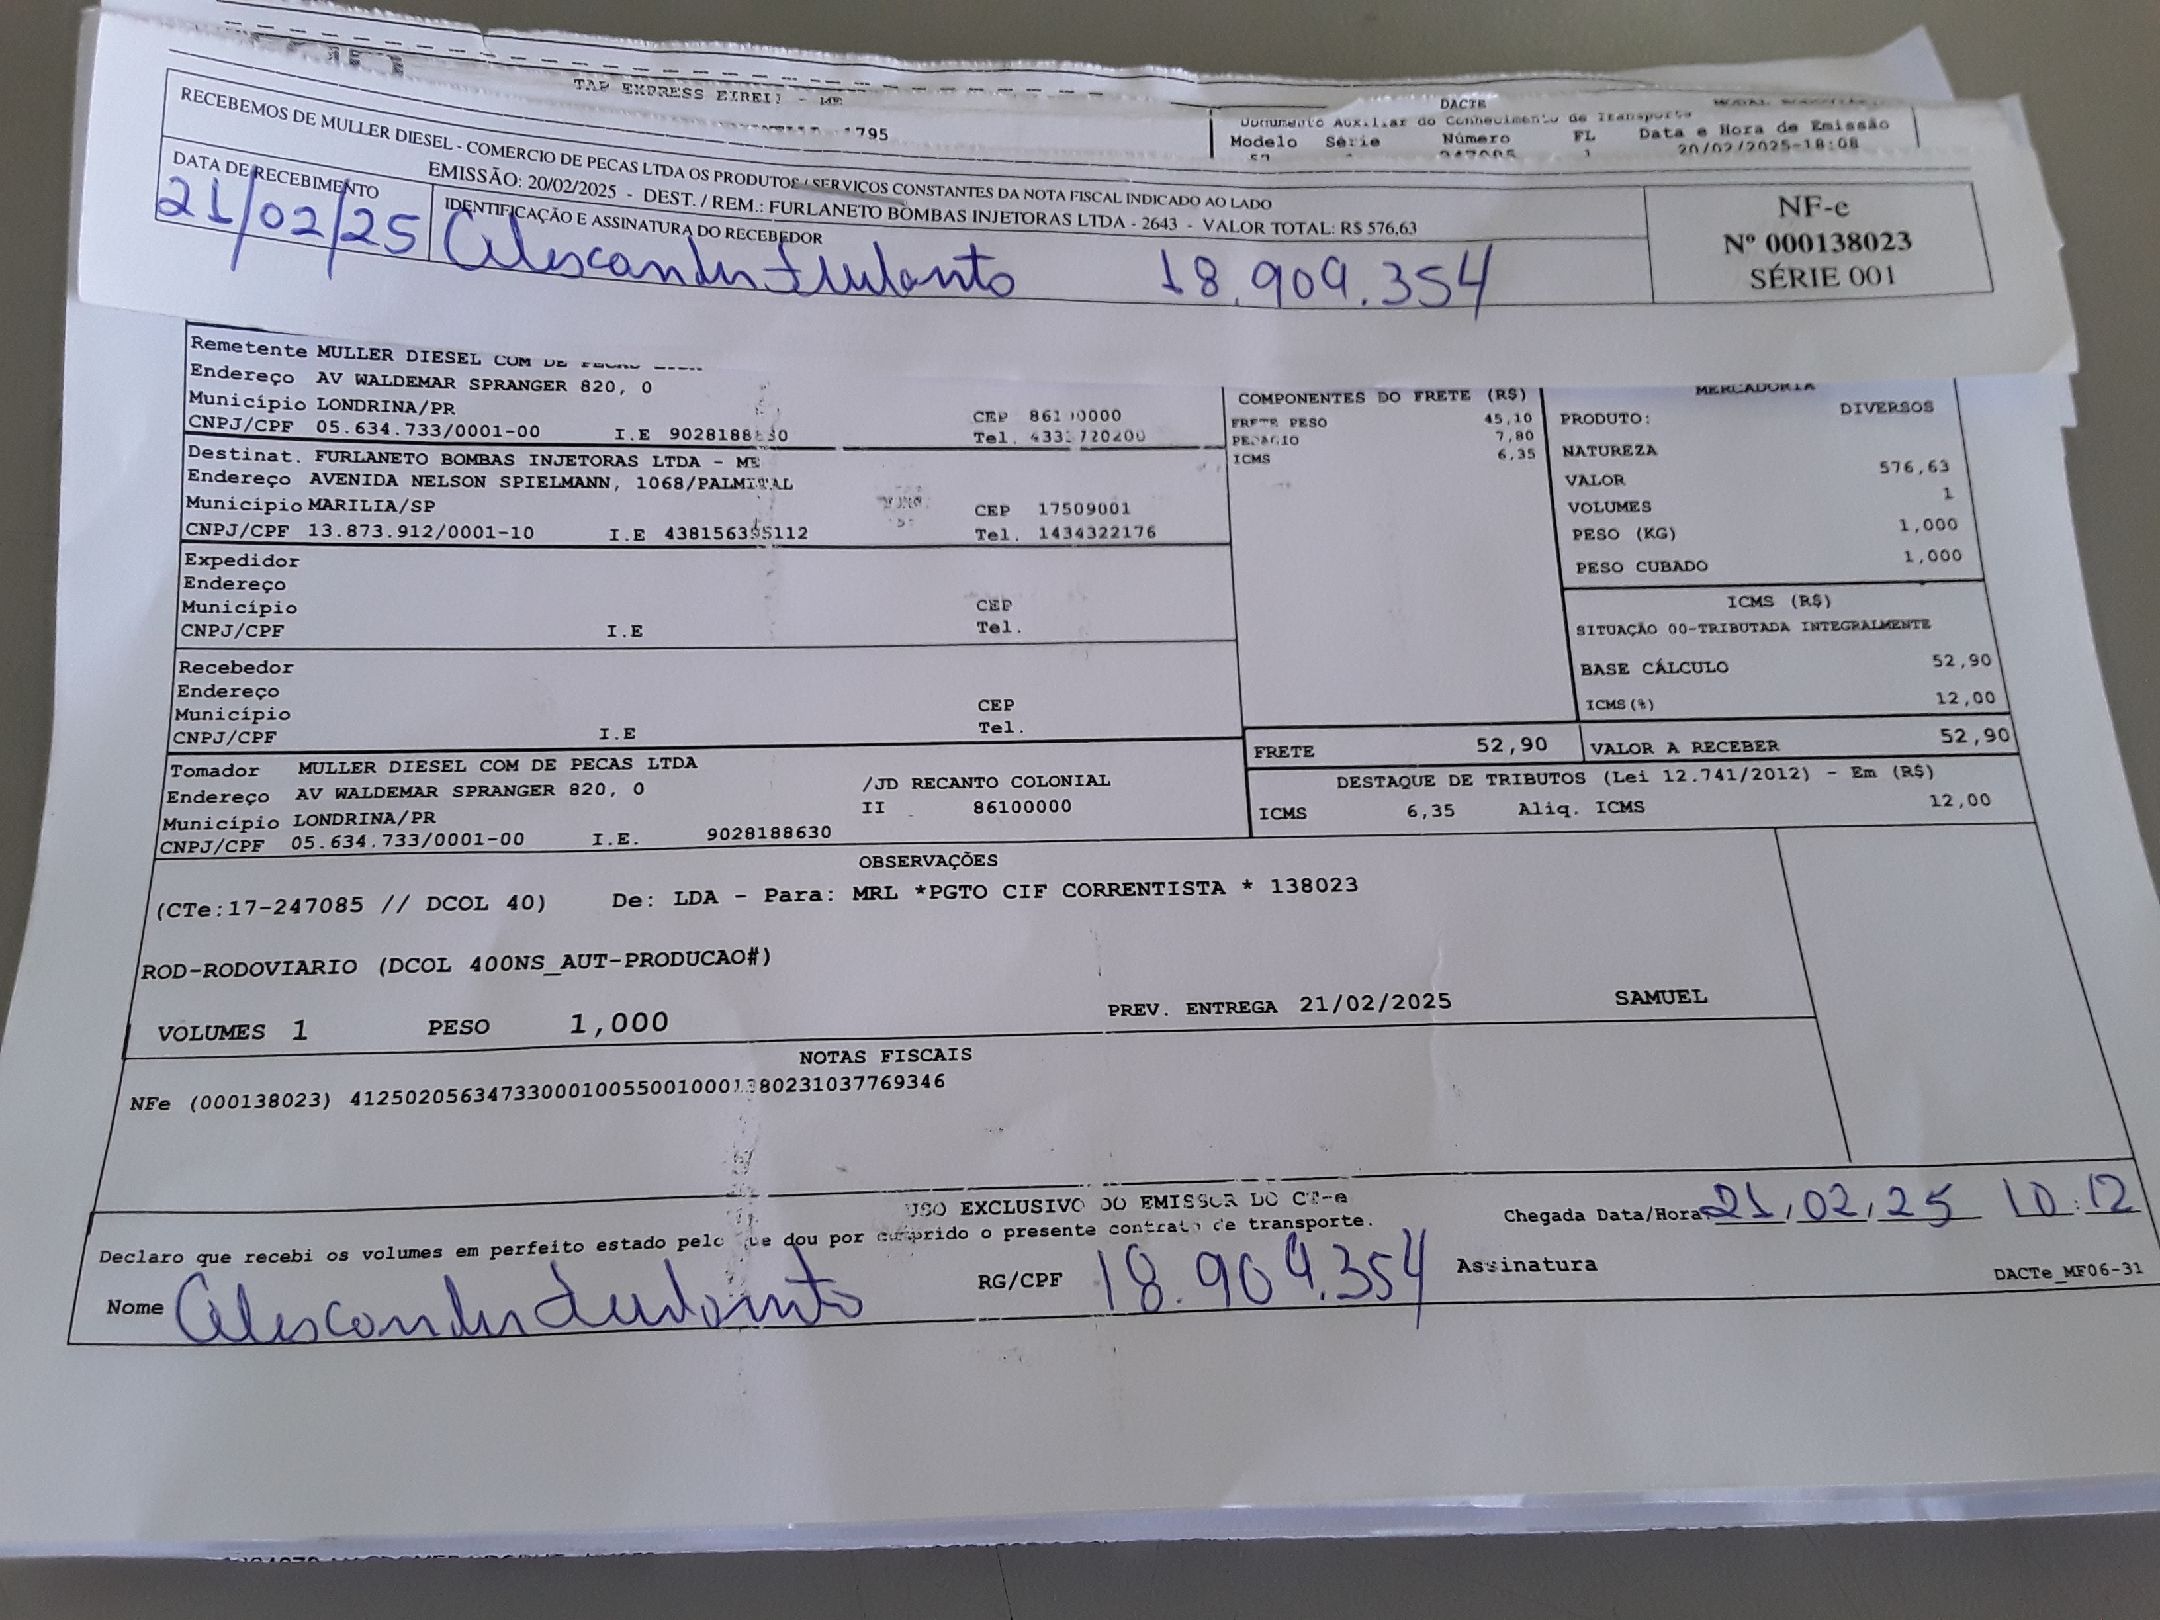 TAP EXPRESS EIRELI - ME
1795
DACTE
Documento Auxiliar do Conhecimento de Transporte
Modelo Série Número FL Data e Hora de Emissão
1 20/02/2025-18:08
RECEBEMOS DE MULLER DIESEL - COMERCIO DE PECAS LTDA OS PRODUTOS / SERVIÇOS CONSTANTES DA NOTA FISCAL INDICADO AO LADO
EMISSÃO: 20/02/2025 - DEST. / REM.: FURLANETO BOMBAS INJETORAS LTDA - 2643 - VALOR TOTAL: R$ 576,63
DATA DE RECEBIMENTO
21/02/25
IDENTIFICAÇÃO E ASSINATURA DO RECEBEDOR
18.909.354
NF-e
Nº 000138023
SÉRIE 001
Remetente MULLER DIESEL COM DE
Endereço AV WALDEMAR SPRANGER 820, 0
Município LONDRINA/PR
CEP
CNPJ/CPF 05.634.733/0001-00 I.E Tel.
Destinat. FURLANETO BOMBAS INJETORAS LTDA - ME
Endereço AVENIDA NELSON SPIELMANN, 1068/PALMITAL
Município MARILIA/SP CEP 17509001
CNPJ/CPF 13.873.912/0001-10 I.E Tel. 1434322176
Expedidor
Endereço
Município CEP
CNPJ/CPF I.E Tel.
Recebedor
Endereço
Município CEP
CNPJ/CPF I.E Tel.
Tomador MULLER DIESEL COM DE PECAS LTDA
Endereço AV WALDEMAR SPRANGER 820, 0 /JD RECANTO COLONIAL
Município LONDRINA/PR II 86100000
CNPJ/CPF 05.634.733/0001-00 I.E. 9028188630
COMPONENTES DO FRETE (R$)
FRETE PESO 45,10
PEDAGIO 7,80
ICMS 6,35
FRETE 52,90
MERCADORIA
PRODUTO: DIVERSOS
NATUREZA
VALOR 576,63
VOLUMES 1
PESO (KG) 1,000
PESO CUBADO 1,000
ICMS (R$)
SITUAÇÃO 00-TRIBUTADA INTEGRALMENTE
BASE CÁLCULO 52,90
ICMS(%) 12,00
VALOR A RECEBER 52,90
DESTAQUE DE TRIBUTOS (Lei 12.741/2012) - Em (R$)
ICMS 6,35 Aliq. ICMS 12,00
OBSERVAÇÕES
(CTe:17-247085 // DCOL 40) De: LDA - Para: MRL *PGTO CIF CORRENTISTA * 138023
ROD-RODOVIARIO (DCOL 400NS_AUT-PRODUCAO#)
VOLUMES 1 PESO 1,000 PREV. ENTREGA 21/02/2025 SAMUEL
NOTAS FISCAIS
NFe (000138023) 41250205634733000100550010001380231037769346
USO EXCLUSIVO DO EMISSOR DO CT-e
Declaro que recebi os volumes em perfeito estado pelo que dou por cumprido o presente contrato de transporte.
Chegada Data/Hora 21/02/25 10:12
Nome RG/CPF 18.909.354 Assinatura
DACTe_MF06-31